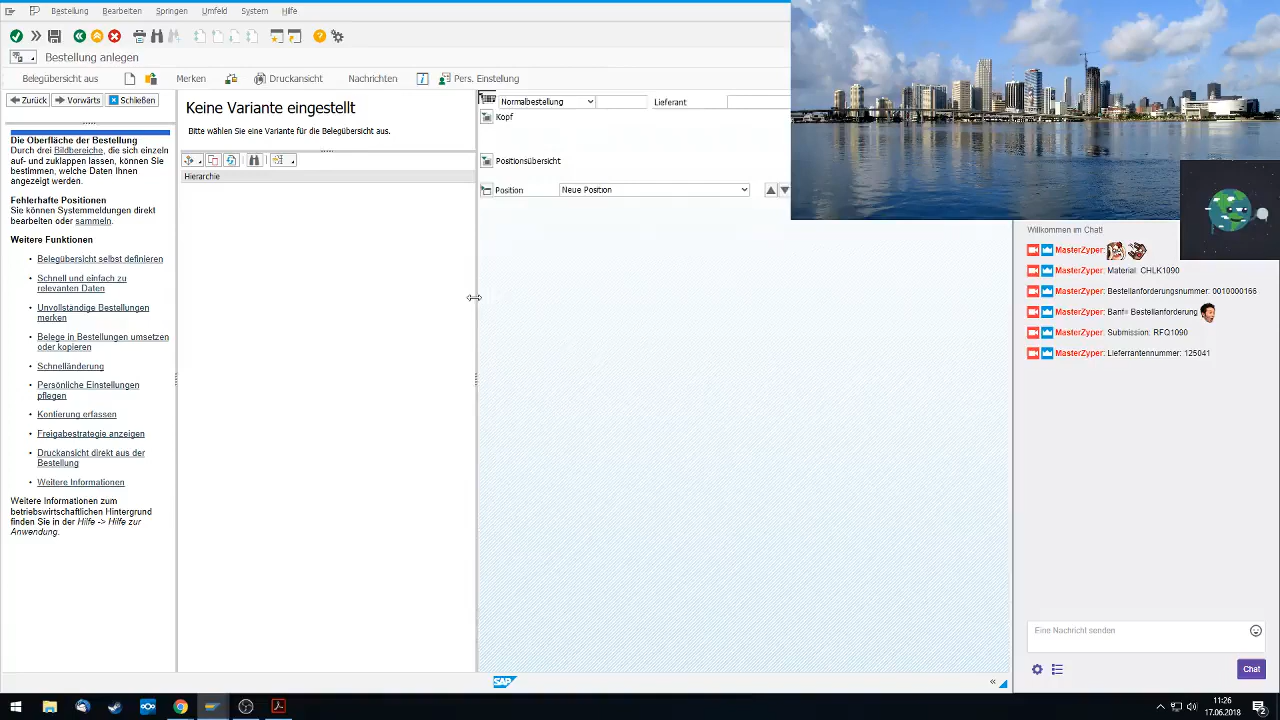 Bestellung Bearbeiten Springen Umfeld System Hilfe
Bestellung anlegen
Belegübersicht aus Merken Druckansicht Nachrichten Pers. Einstellung
Zurück Vorwärts Schließen
Die Oberfläche der Bestellung
Durch drei Bildbereiche, die sich einzeln
auf- und zuklappen lassen, können Sie
bestimmen, welche Daten Ihnen
angezeigt werden.
Fehlerhafte Positionen
Sie können Systemmeldungen direkt
bearbeiten oder sammeln.
Weitere Funktionen
• Belegübersicht selbst definieren
• Schnell und einfach zu
relevanten Daten
• Unvollständige Bestellungen
merken
• Belege in Bestellungen umsetzen
oder kopieren
• Schnelländerung
• Persönliche Einstellungen
pflegen
• Kontierung erfassen
• Freigabestrategie anzeigen
• Druckansicht direkt aus der
Bestellung
• Weitere Informationen
Weitere Informationen zum
betriebswirtschaftlichen Hintergrund
finden Sie in der Hilfe -> Hilfe zur
Anwendung.
Keine Variante eingestellt
Bitte wählen Sie eine Variante für die Belegübersicht aus.
Hierarchie
Normalbestellung Lieferant
Kopf
Positionsübersicht
Position Neue Position
Willkommen im Chat!
MasterZyper:
MasterZyper: Material: CHLK1090
MasterZyper: Bestellanforderungsnummer: 0010000166
MasterZyper: Banf= Bestellanforderung
MasterZyper: Submission: RFQ1090
MasterZyper: Lieferrantennummer: 125041
Eine Nachricht senden
Chat
SAP
«
11:26
17.06.2018
2